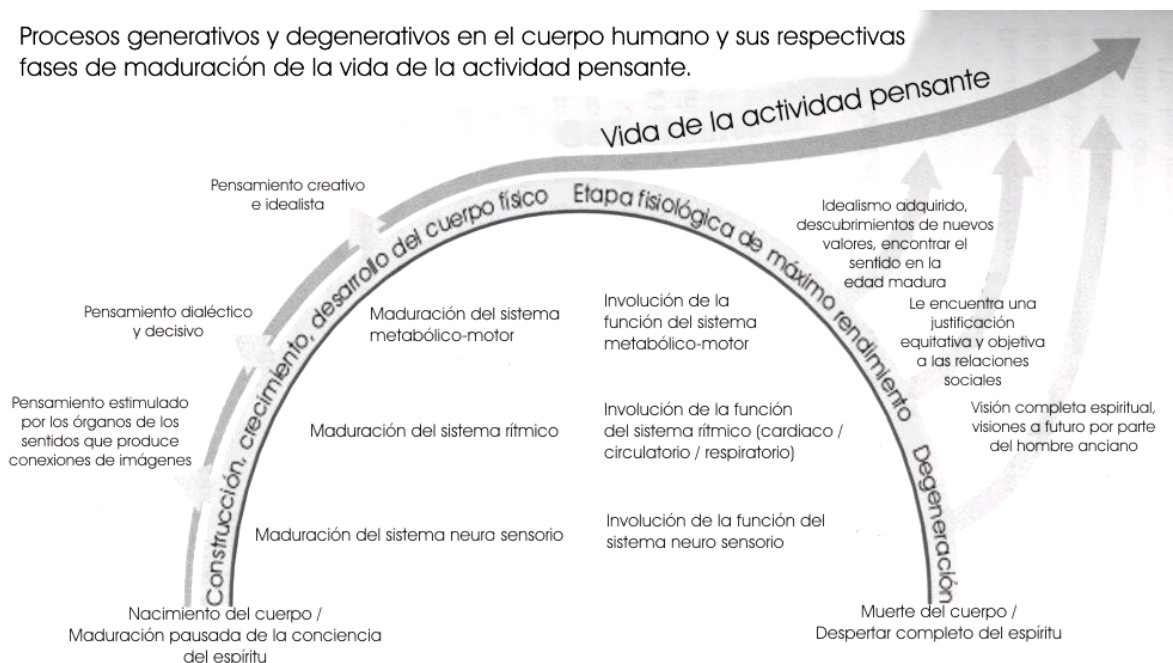 Procesos generativos y degenerativos en el cuerpo humano y sus respectivas
fases de maduración de la vida de la actividad pensante.
Vida de la actividad pensante
Pensamiento creativo
e idealista
Pensamiento dialéctico
y decisivo
Pensamiento estimulado
por los órganos de los
sentidos que produce
conexiones de imágenes
Construcción, crecimiento, desarrollo del cuerpo físico
Etapa fisiológica de máximo rendimiento
Degeneración
Maduración del sistema
metabólico-motor
Maduración del sistema rítmico
Maduración del sistema neura sensorio
Involución de la
función del sistema
metabólico-motor
Involución de la función
del sistema rítmico (cardiaco /
circulatorio / respiratorio)
Involución de la función del
sistema neuro sensorio
Idealismo adquirido,
descubrimientos de nuevos
valores, encontrar el
sentido en la
edad madura
Le encuentra una
justificación
equitativa y objetiva
a las relaciones
sociales
Visión completa espiritual,
visiones a futuro por parte
del hombre anciano
Nacimiento del cuerpo /
Maduración pausada de la conciencia
del espíritu
Muerte del cuerpo /
Despertar completo del espíritu